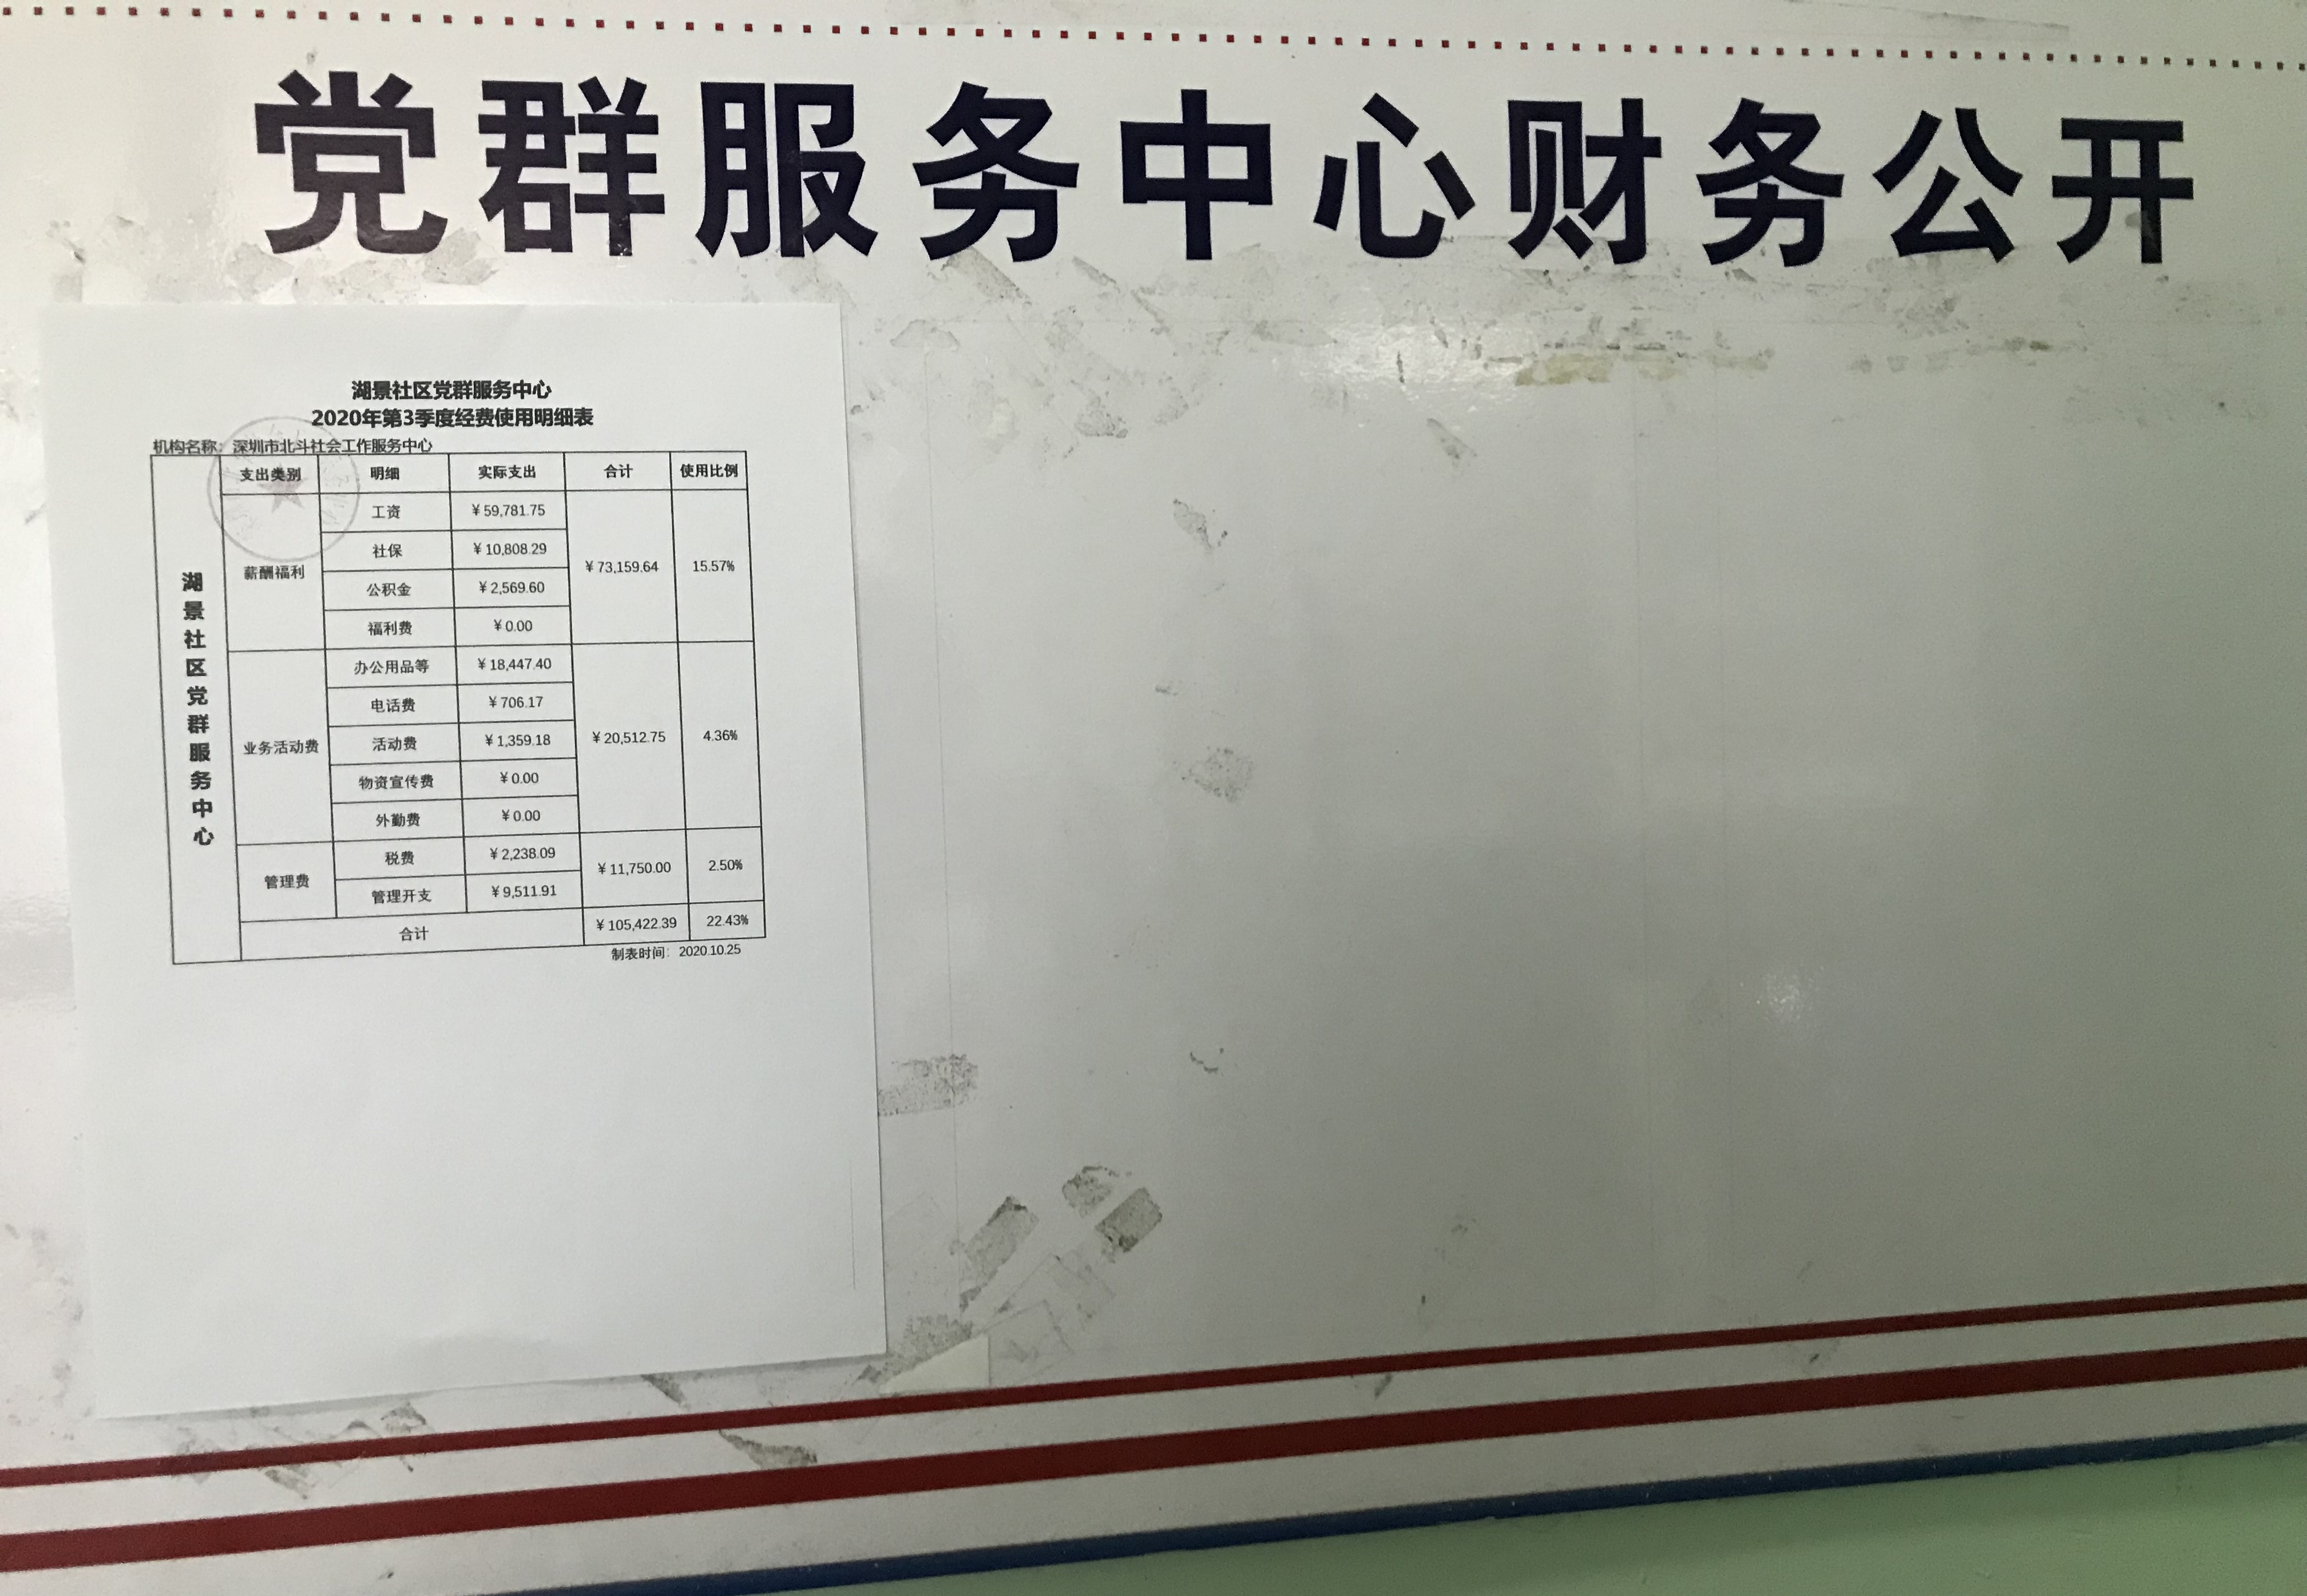 党群服务中心财务公开
湖景社区党群服务中心
2020年第3季度经费使用明细表
机构名称：深圳市北斗社会工作服务中心
湖景社区党群服务中心
支出类别 明细 实际支出 合计 使用比例
薪酬福利 工资 ¥59,781.75 ¥73,159.64 15.57%
社保 ¥10,808.29
公积金 ¥2,569.60
福利费 ¥0.00
业务活动费 办公用品等 ¥18,447.40 ¥20,512.75 4.36%
电话费 ¥706.17
活动费 ¥1,359.18
物资宣传费 ¥0.00
外勤费 ¥0.00
管理费 税费 ¥2,238.09 ¥11,750.00 2.50%
管理开支 ¥9,511.91
合计 ¥105,422.39 22.43%
制表时间：2020.10.25